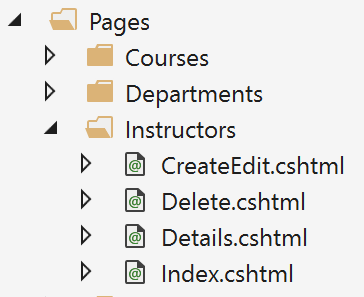 Pages
Courses
Departments
Instructors
CreateEdit.cshtml
Delete.cshtml
Details.cshtml
Index.cshtml